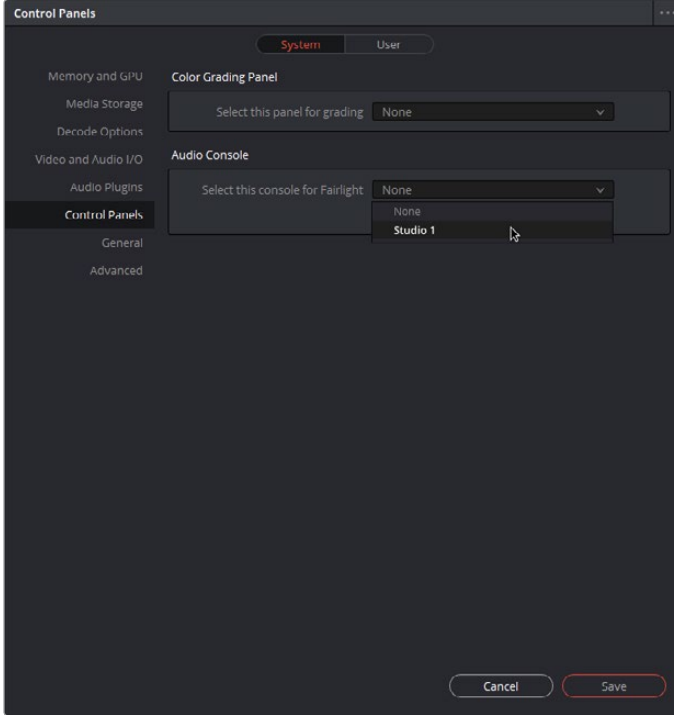 Control Panels
System User
Memory and GPU
Media Storage
Decode Options
Video and Audio I/O
Audio Plugins
Control Panels
General
Advanced
Color Grading Panel
Select this panel for grading None
Audio Console
Select this console for Fairlight None
None
Studio 1
Cancel Save